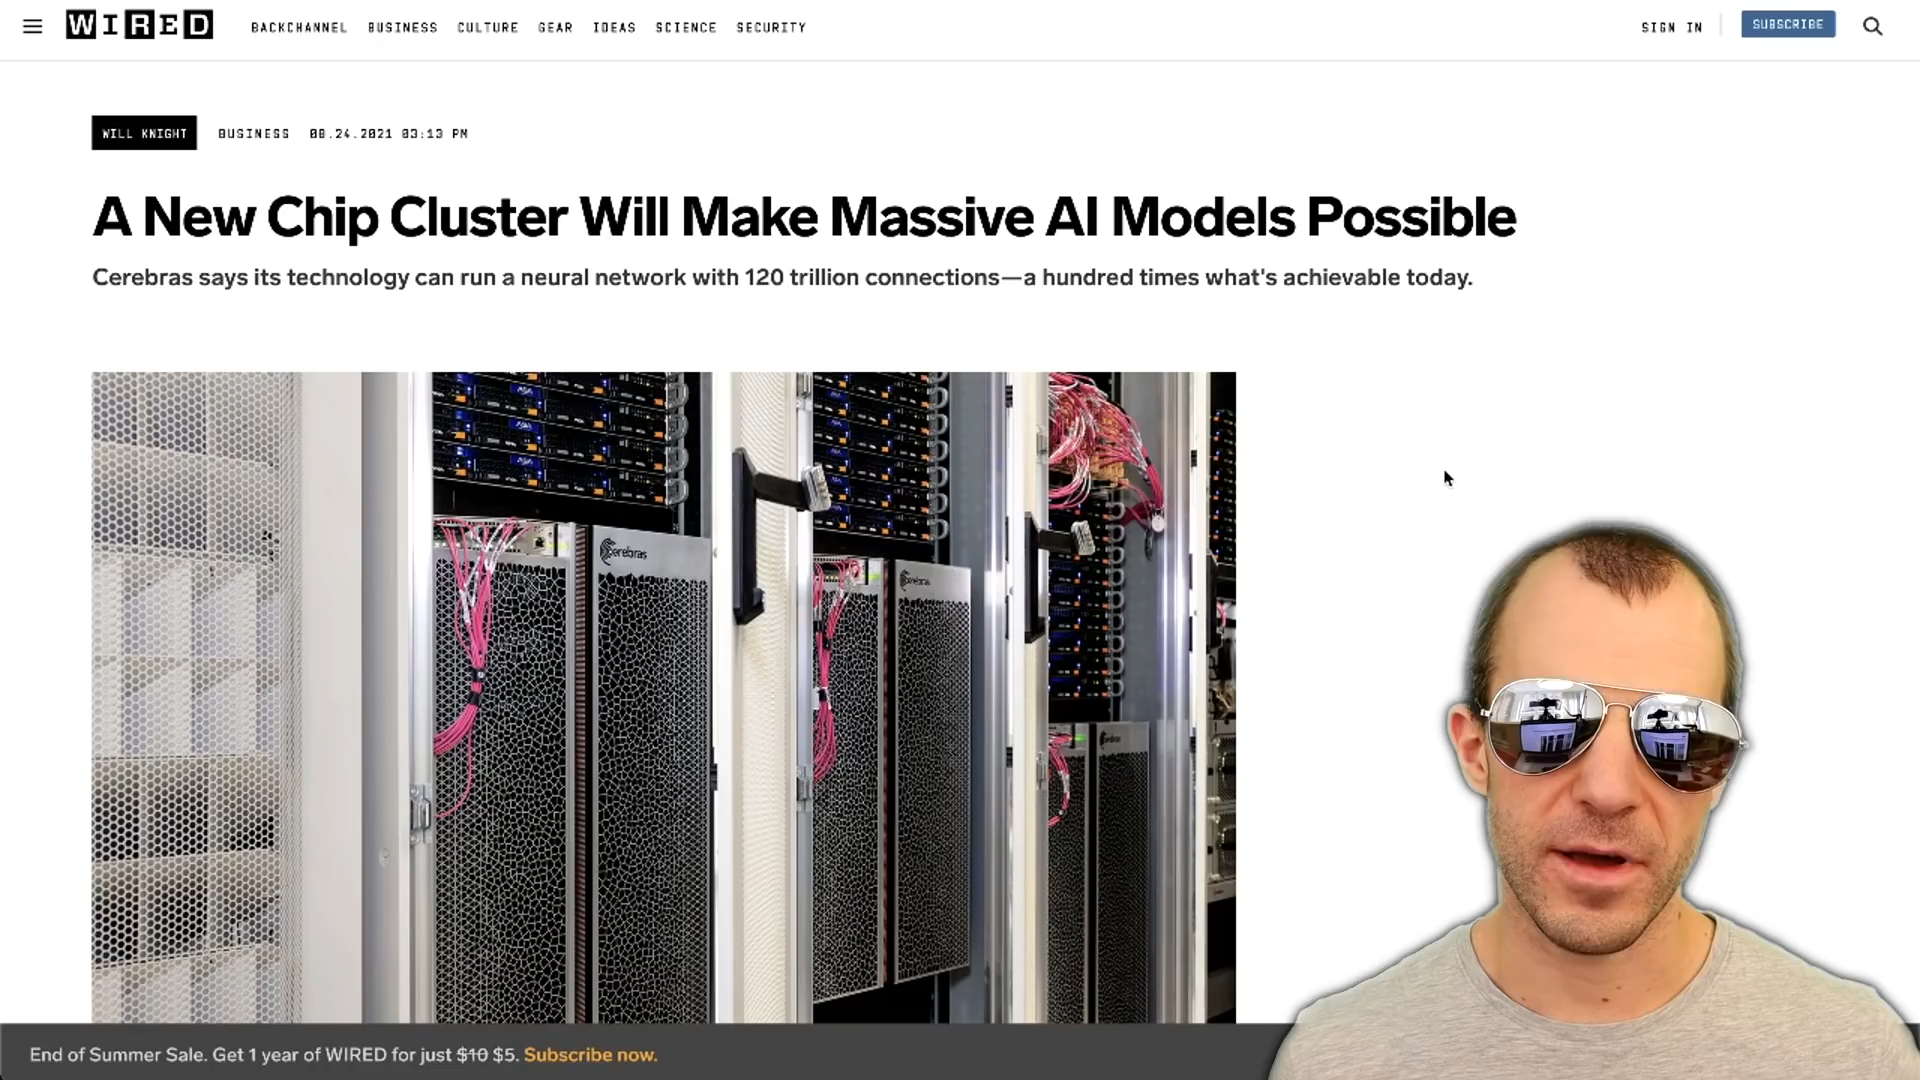 WIRED
BACKCHANNEL BUSINESS CULTURE GEAR IDEAS SCIENCE SECURITY
SIGN IN
SUBSCRIBE
WILL KNIGHT BUSINESS 08.24.2021 03:13 PM
A New Chip Cluster Will Make Massive AI Models Possible
Cerebras says its technology can run a neural network with 120 trillion connections—a hundred times what's achievable today.
cerebras
cerebras
cerebras
End of Summer Sale. Get 1 year of WIRED for just $10 $5. Subscribe now.